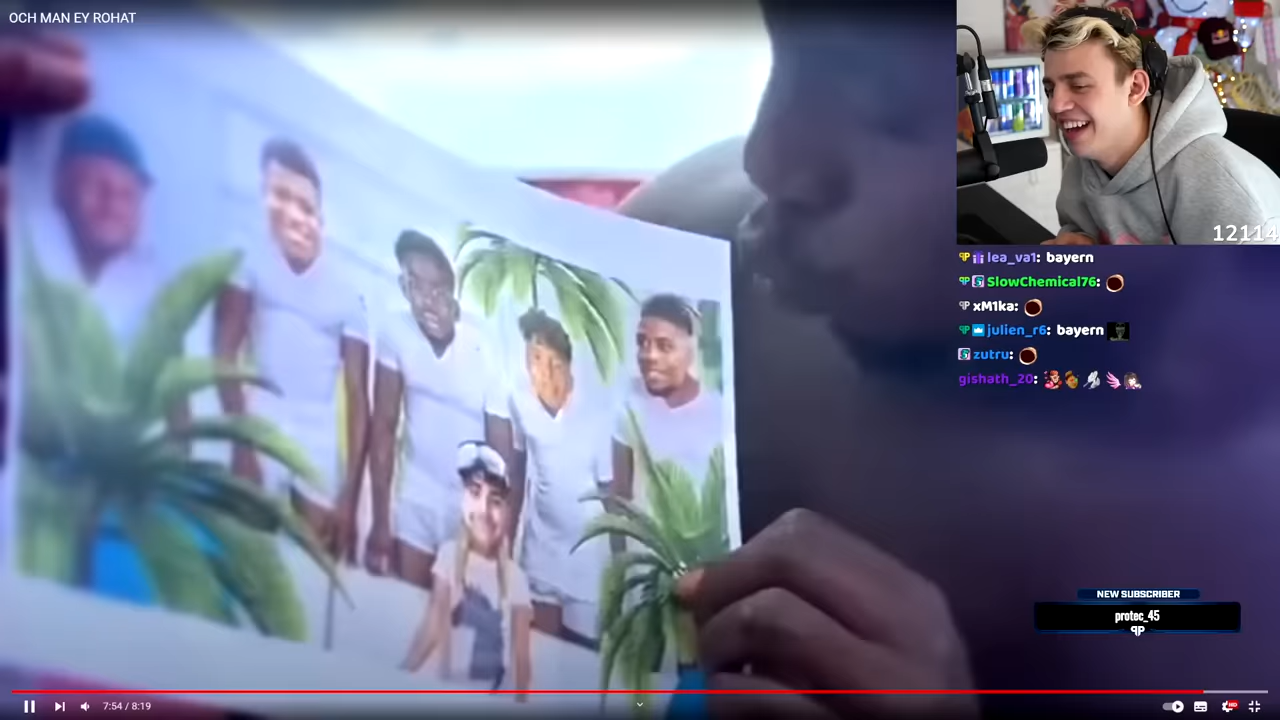 OCH MAN EY ROHAT
12114
lea_va1: bayern
SlowChemical76:
xM1ka:
julien_r6: bayern
zutru:
gishath_20:
NEW SUBSCRIBER
protec_45
7:54 / 8:19
HD